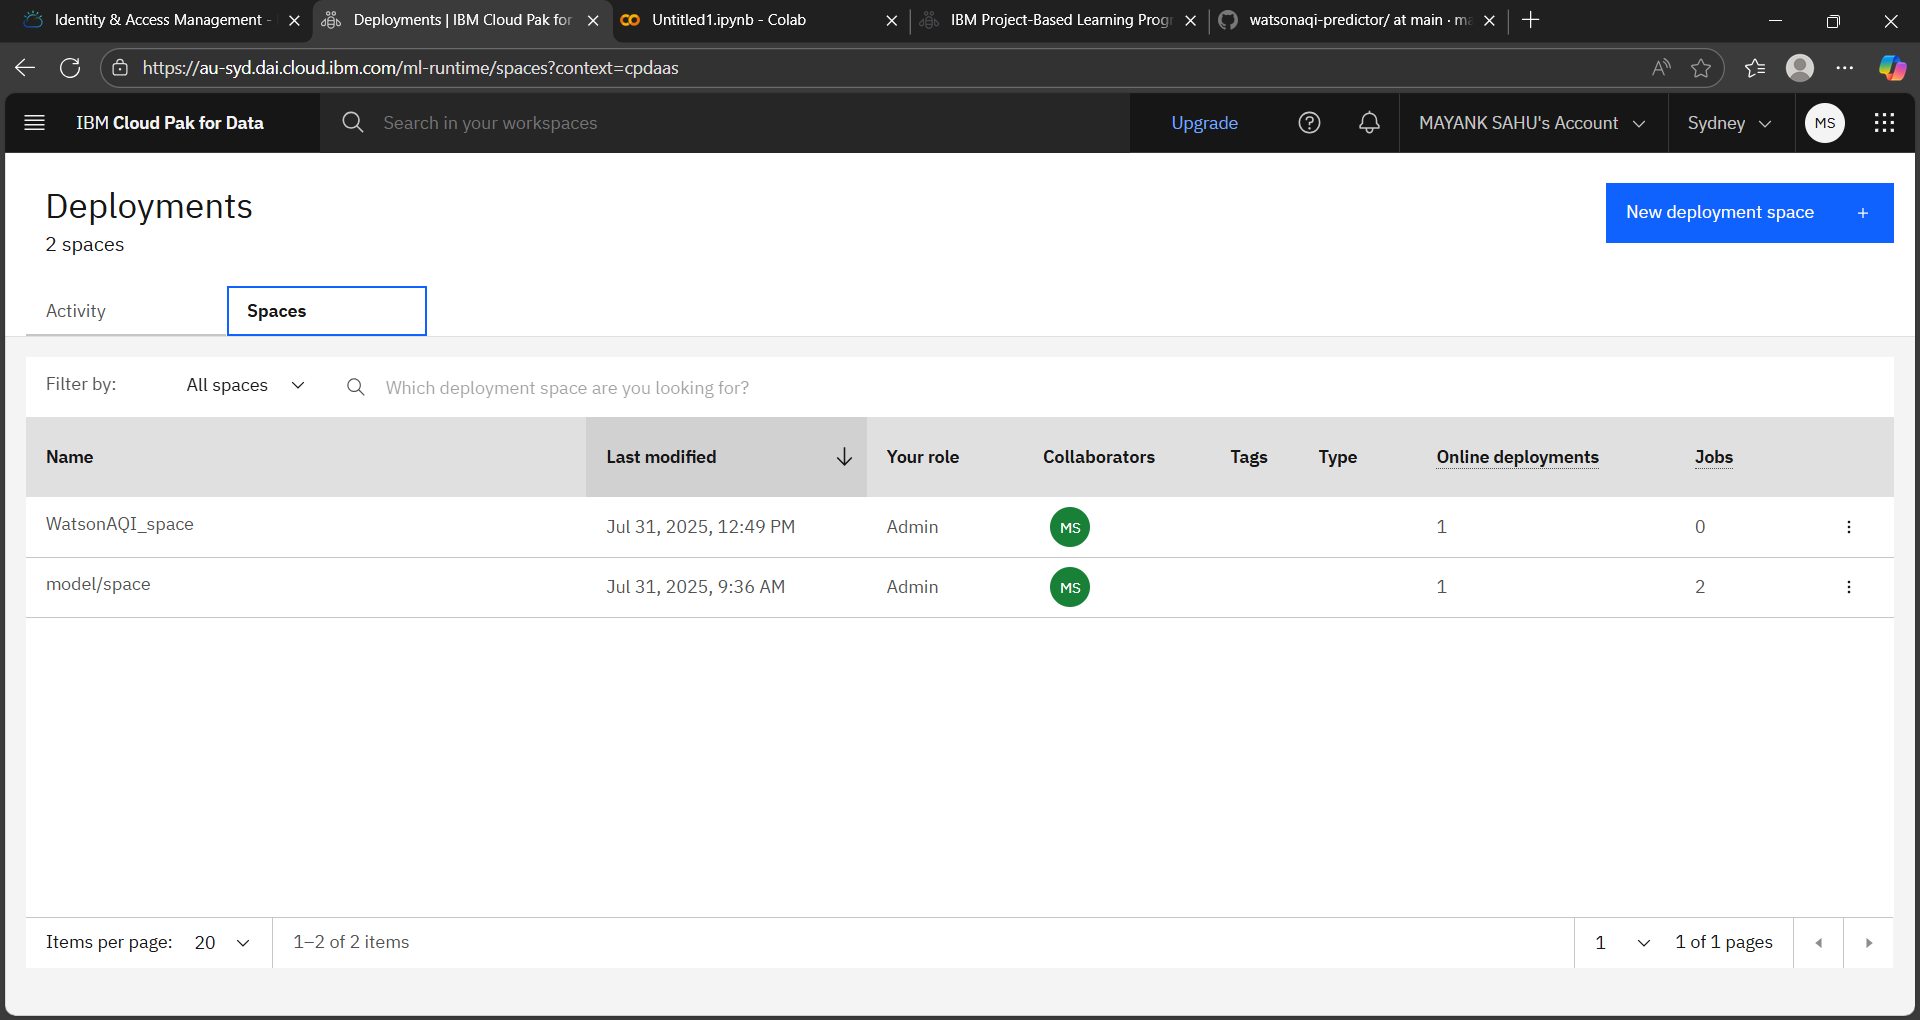 Identity & Access Management -
Deployments | IBM Cloud Pak for
Untitled1.ipynb - Colab
IBM Project-Based Learning Progr
watsonaqi-predictor/ at main · ma
https://au-syd.dai.cloud.ibm.com/ml-runtime/spaces?context=cpdaas
IBM Cloud Pak for Data
Search in your workspaces
Upgrade
MAYANK SAHU's Account
Sydney
MS
Deployments
2 spaces
New deployment space +
Activity
Spaces
Filter by:
All spaces
Which deployment space are you looking for?
Name Last modified Your role Collaborators Tags Type Online deployments Jobs
WatsonAQI_space Jul 31, 2025, 12:49 PM Admin MS 1 0
model/space Jul 31, 2025, 9:36 AM Admin MS 1 2
Items per page: 20 1–2 of 2 items 1 1 of 1 pages